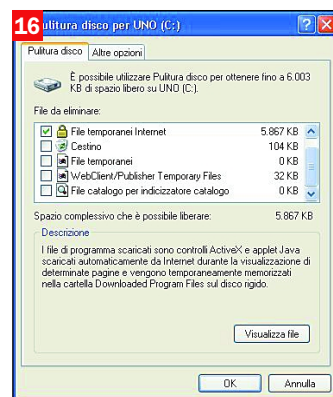 16
Pulitura disco per UNO (C:)
Pulitura disco
Altre opzioni
È possibile utilizzare Pulitura disco per ottenere fino a 6.003
KB di spazio libero su UNO (C:).
File da eliminare:
File temporanei Internet 5.867 KB
Cestino 104 KB
File temporanei 0 KB
WebClient/Publisher Temporary Files 32 KB
File catalogo per indicizzatore catalogo 0 KB
Spazio complessivo che è possibile liberare: 5.867 KB
Descrizione
I file di programma scaricati sono controlli ActiveX e applet Java
scaricati automaticamente da Internet durante la visualizzazione di
determinate pagine e vengono temporaneamente memorizzati
nella cartella Downloaded Program Files sul disco rigido.
Visualizza file
OK
Annulla